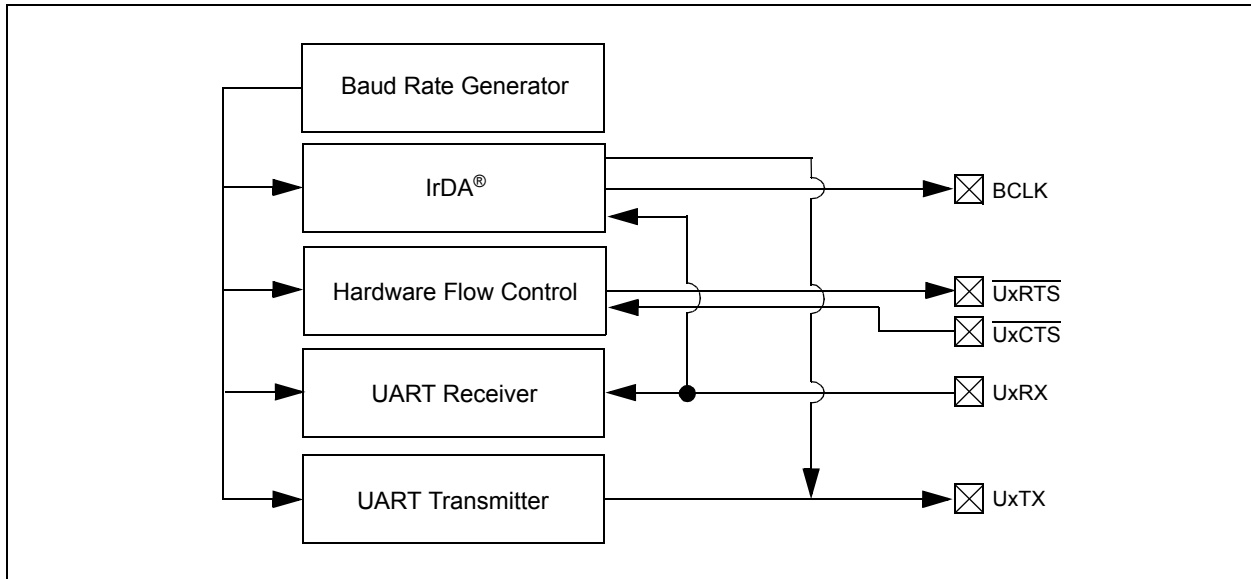 Baud Rate Generator
IrDA®
BCLK
Hardware Flow Control
UxRTS
UxCTS
UART Receiver
UxRX
UART Transmitter
UxTX